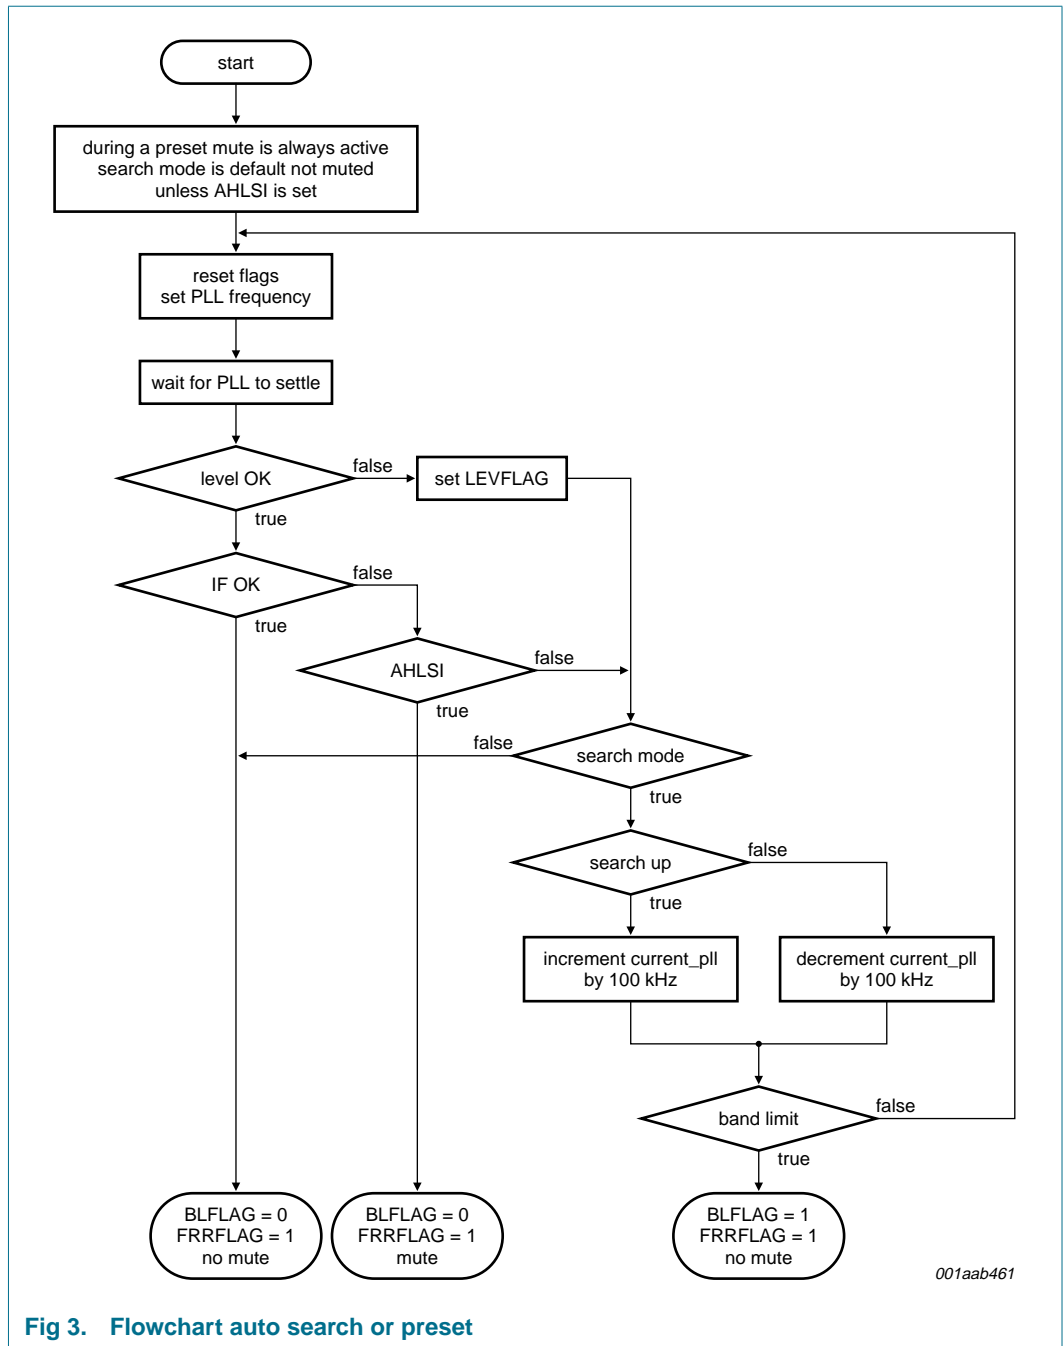 start
during a preset mute is always active
search mode is default not muted
unless AHLSI is set
reset flags
set PLL frequency
wait for PLL to settle
level OK
false
set LEVFLAG
true
IF OK
false
true
AHLSI
false
true
false
search mode
true
search up
false
true
increment current_pll
by 100 kHz
decrement current_pll
by 100 kHz
band limit
false
true
BLFLAG = 0
FRRFLAG = 1
no mute
BLFLAG = 0
FRRFLAG = 1
mute
BLFLAG = 1
FRRFLAG = 1
no mute
001aab461
Fig 3. Flowchart auto search or preset